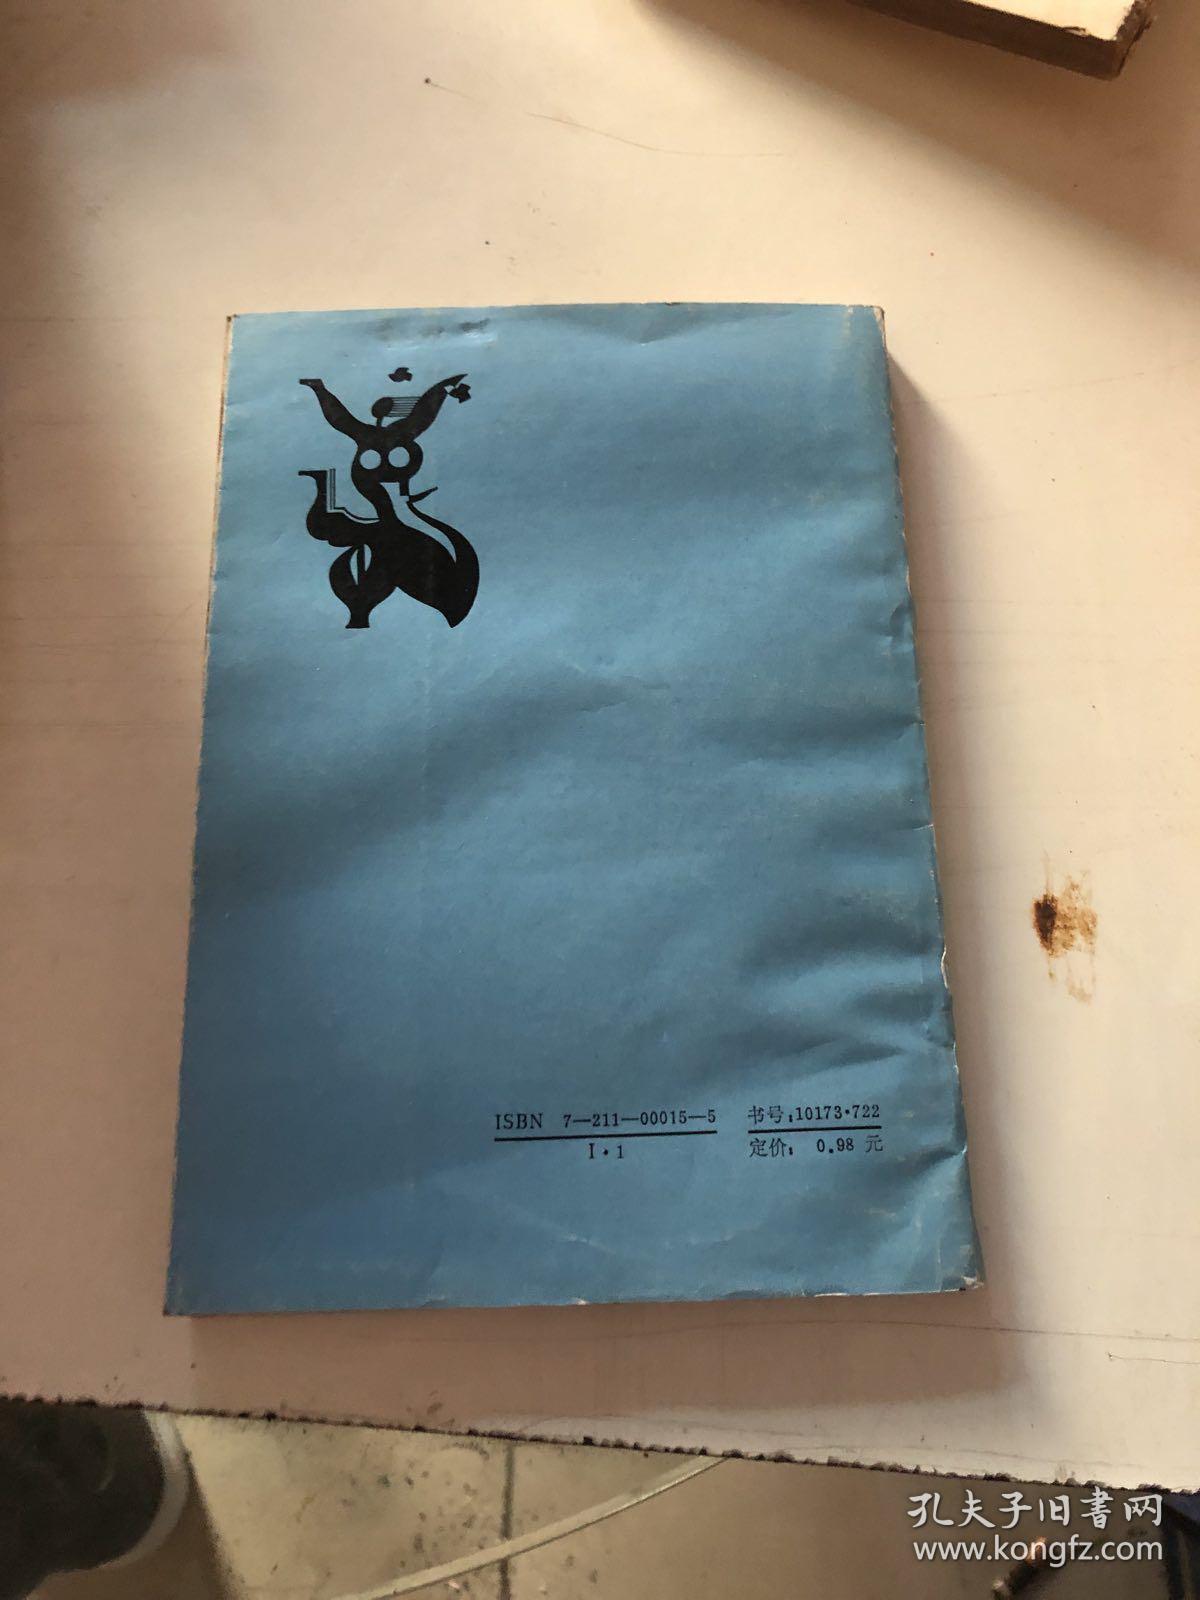 ISBN 7—211—00015—5
I·1
书号:10173·722
定价: 0.98 元
孔夫子旧書网
www.kongfz.com